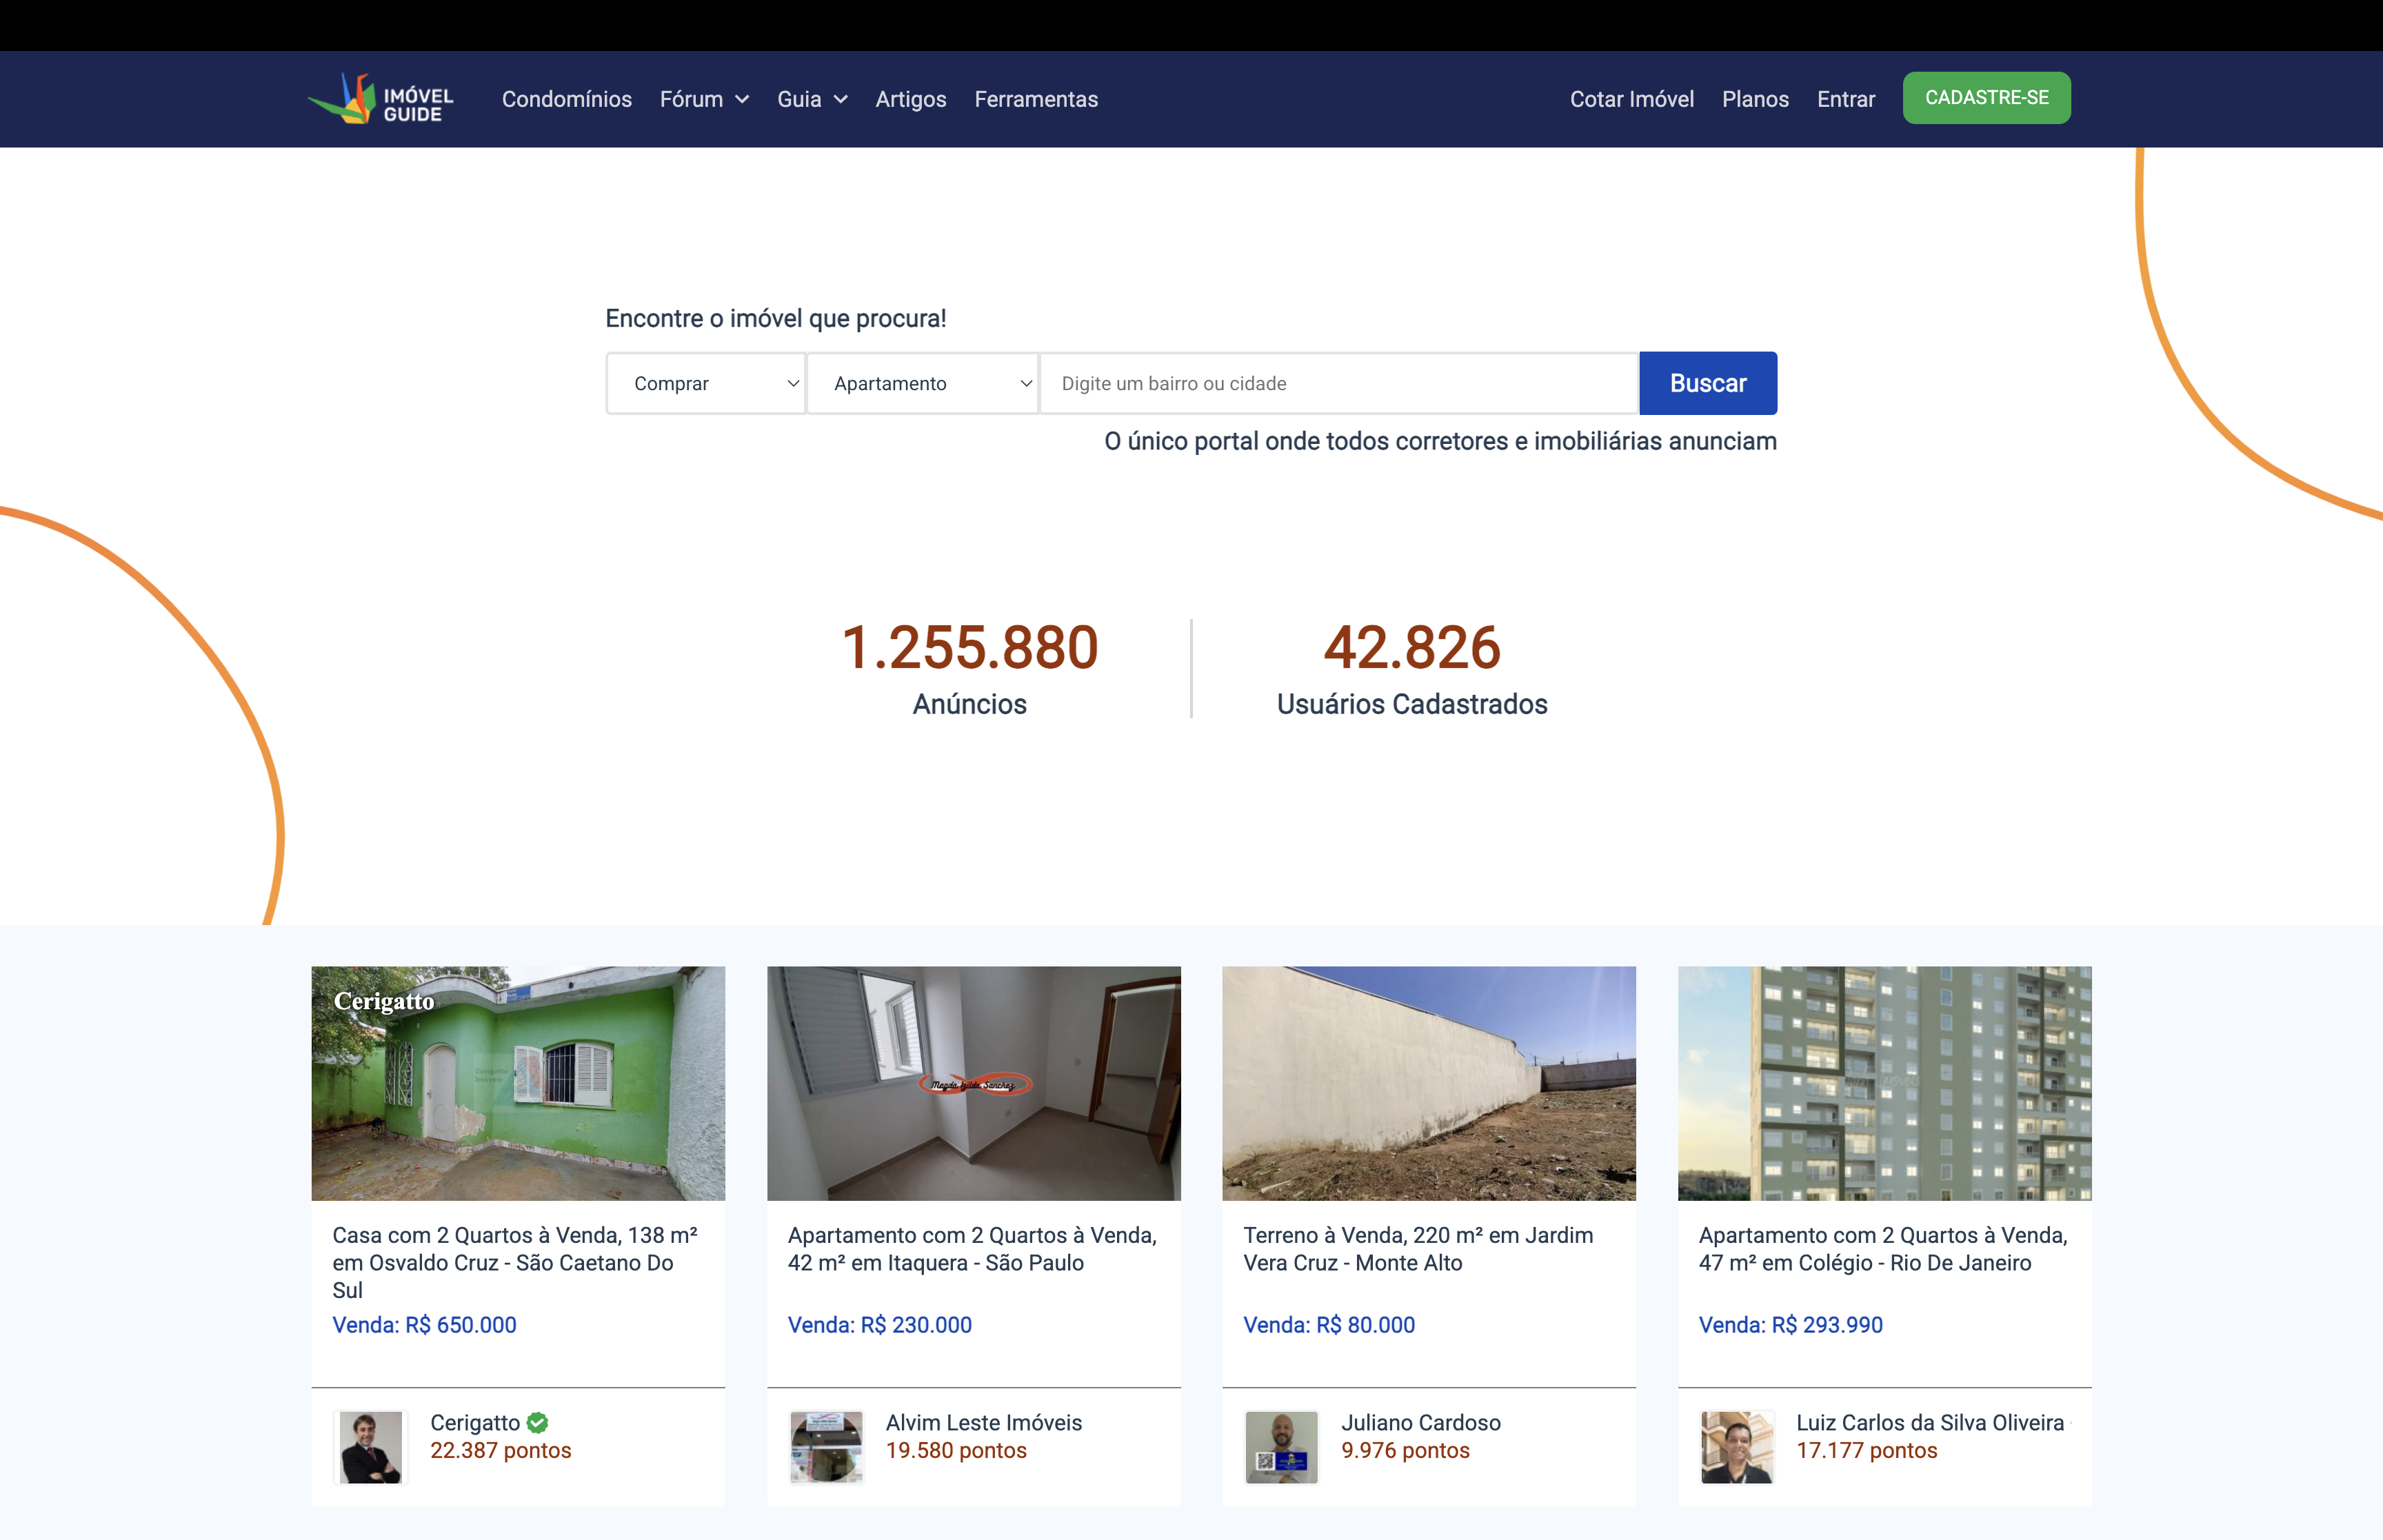 IMÓVEL
GUIDE
Condomínios Fórum Guia Artigos Ferramentas
Cotar Imóvel Planos Entrar CADASTRE-SE
Encontre o imóvel que procura!
Comprar Apartamento Digite um bairro ou cidade Buscar
O único portal onde todos corretores e imobiliárias anunciam
1.255.880
Anúncios
42.826
Usuários Cadastrados
Cerigatto
Cerigatto
Imóveis
Casa com 2 Quartos à Venda, 138 m²
em Osvaldo Cruz - São Caetano Do
Sul
Venda: R$ 650.000
Cerigatto
22.387 pontos
Magda Izilda Sanchez
Apartamento com 2 Quartos à Venda,
42 m² em Itaquera - São Paulo
Venda: R$ 230.000
Alvim Leste Imóveis
19.580 pontos
Terreno à Venda, 220 m² em Jardim
Vera Cruz - Monte Alto
Venda: R$ 80.000
Juliano Cardoso
9.976 pontos
Apartamento com 2 Quartos à Venda,
47 m² em Colégio - Rio De Janeiro
Venda: R$ 293.990
Luiz Carlos da Silva Oliveira
17.177 pontos